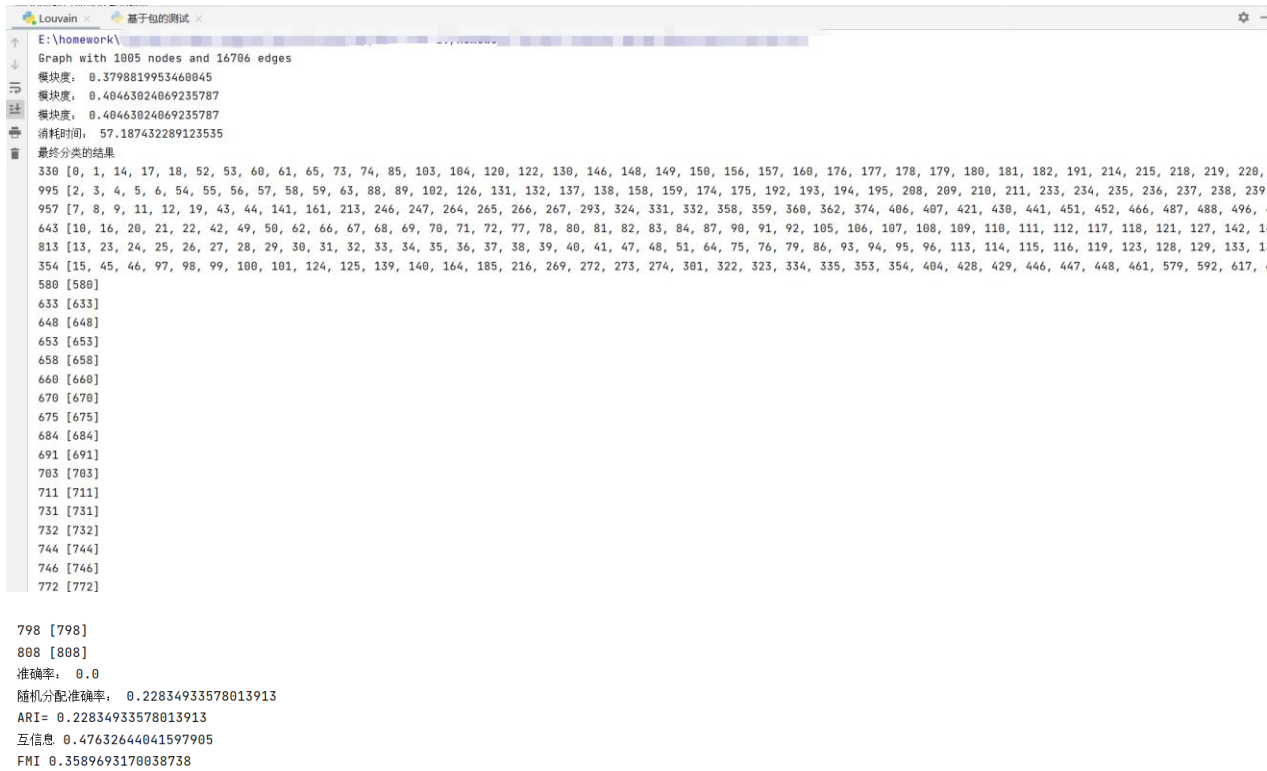 Louvain × 基于包的测试 ×
E:\homework\
Graph with 1005 nodes and 16706 edges
模块度： 0.3798819953460045
模块度： 0.40463024069235787
模块度： 0.40463024069235787
消耗时间： 57.187432289123535
最终分类的结果
330 [0, 1, 14, 17, 18, 52, 53, 60, 61, 65, 73, 74, 85, 103, 104, 120, 122, 130, 146, 148, 149, 150, 156, 157, 160, 176, 177, 178, 179, 180, 181, 182, 191, 214, 215, 218, 219, 220,
995 [2, 3, 4, 5, 6, 54, 55, 56, 57, 58, 59, 63, 88, 89, 102, 126, 131, 132, 137, 138, 158, 159, 174, 175, 192, 193, 194, 195, 208, 209, 210, 211, 233, 234, 235, 236, 237, 238, 239
957 [7, 8, 9, 11, 12, 19, 43, 44, 141, 161, 213, 246, 247, 264, 265, 266, 267, 293, 324, 331, 332, 358, 359, 360, 362, 374, 406, 407, 421, 430, 441, 451, 452, 466, 487, 488, 496,
643 [10, 16, 20, 21, 22, 42, 49, 50, 62, 66, 67, 68, 69, 70, 71, 72, 77, 78, 80, 81, 82, 83, 84, 87, 90, 91, 92, 105, 106, 107, 108, 109, 110, 111, 112, 117, 118, 121, 127, 142,
813 [13, 23, 24, 25, 26, 27, 28, 29, 30, 31, 32, 33, 34, 35, 36, 37, 38, 39, 40, 41, 47, 48, 51, 64, 75, 76, 79, 86, 93, 94, 95, 96, 113, 114, 115, 116, 119, 123, 128, 129, 133,
354 [15, 45, 46, 97, 98, 99, 100, 101, 124, 125, 139, 140, 164, 185, 216, 269, 272, 273, 274, 301, 322, 323, 334, 335, 353, 354, 404, 428, 429, 446, 447, 448, 461, 579, 592, 617,
580 [580]
633 [633]
648 [648]
653 [653]
658 [658]
660 [660]
670 [670]
675 [675]
684 [684]
691 [691]
703 [703]
711 [711]
731 [731]
732 [732]
744 [744]
746 [746]
772 [772]
798 [798]
808 [808]
准确率： 0.0
随机分配准确率： 0.22834933578013913
ARI= 0.22834933578013913
互信息 0.47632644041597905
FMI 0.3589693170038738